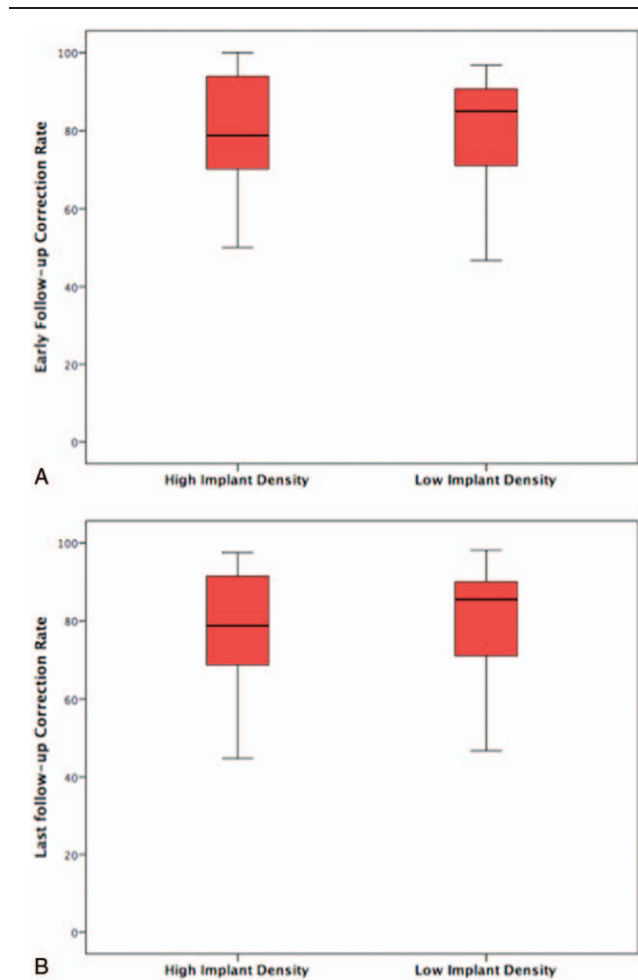 100
80
60
40
20
0
Early Follow-up Correction Rate
High Implant Density Low Implant Density
A
100
80
60
40
20
0
Last follow-up Correction Rate
High Implant Density Low Implant Density
B